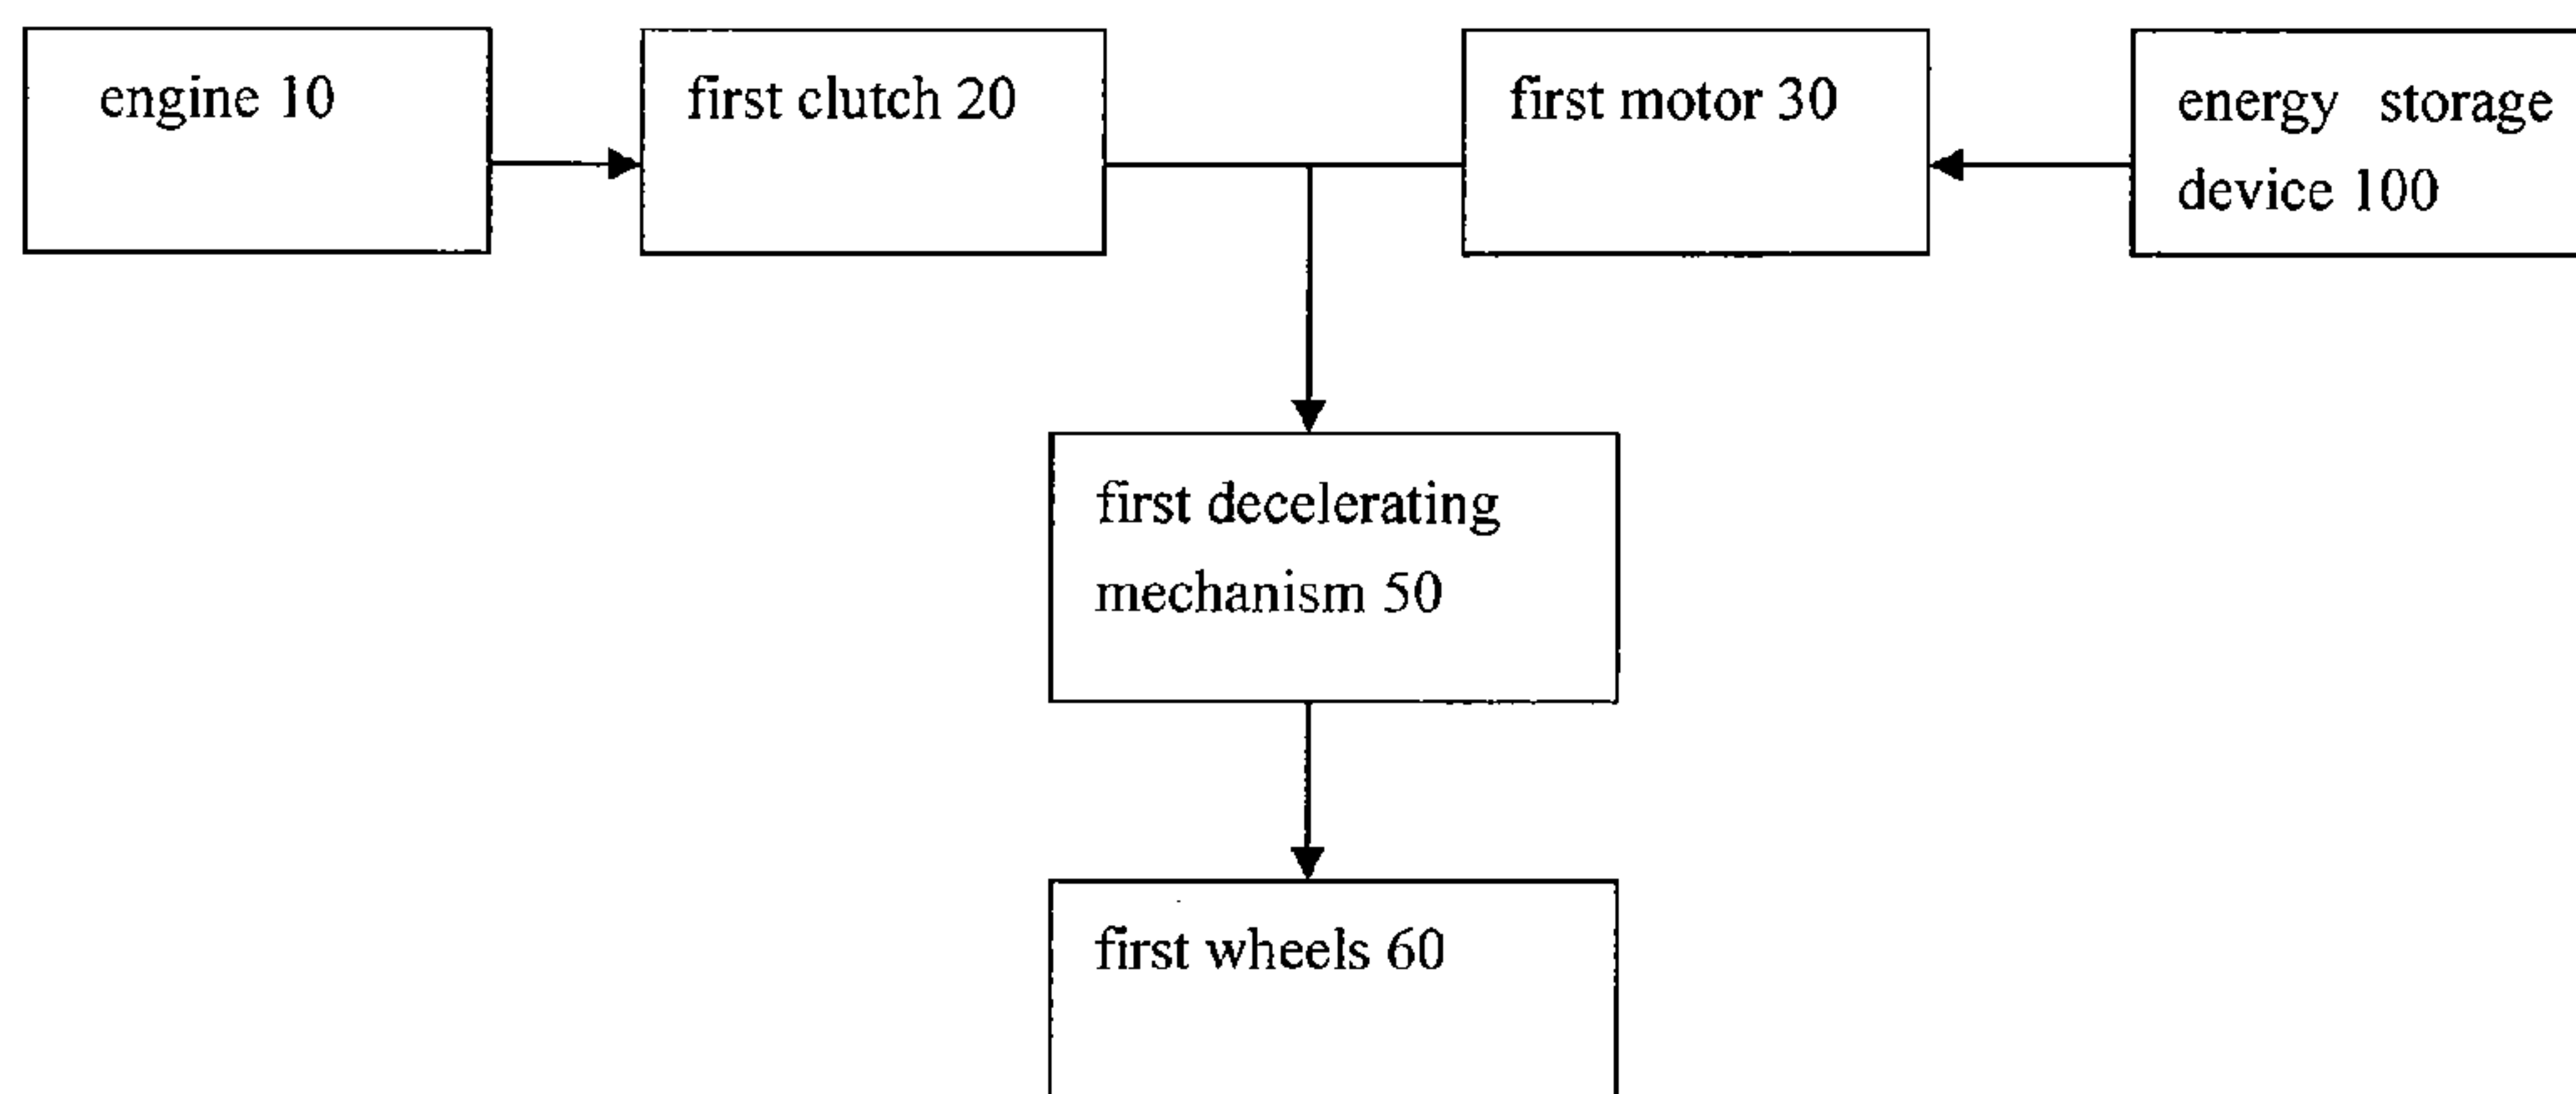 engine 10
first clutch 20
first motor 30
energy storage
device 100
first decelerating
mechanism 50
first wheels 60